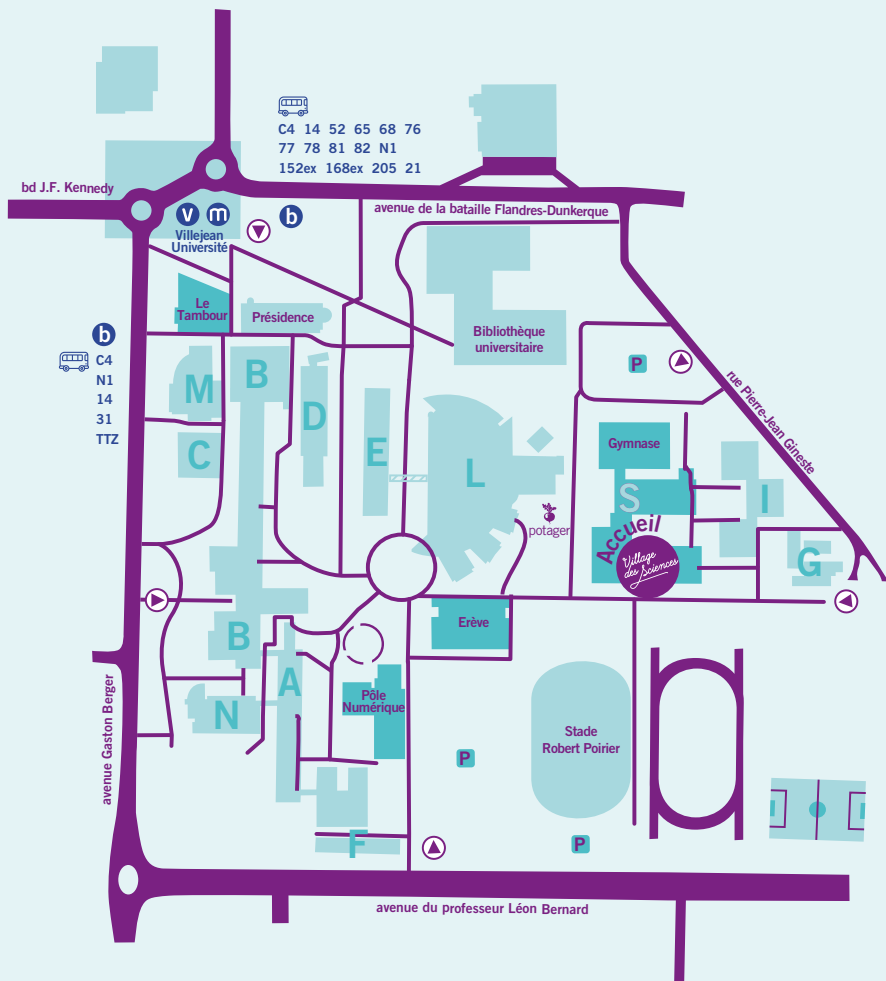 C4 14 52 65 68 76
77 78 81 82 N1
152ex 168ex 205 21
bd J.F. Kennedy
avenue de la bataille Flandres-Dunkerque
v m b
Villejean
Université
Le
Tambour
Présidence
Bibliothèque
universitaire
b
C4
N1
14
31
TTZ
P
rue Pierre-Jean Gineste
M
B
D
C
E
L
Gymnase
S
I
potager
Accueil
Village
des Sciences
G
B
Erève
A
N
Pôle
Numérique
Stade
Robert Poirier
P
avenue Gaston Berger
F
P
avenue du professeur Léon Bernard